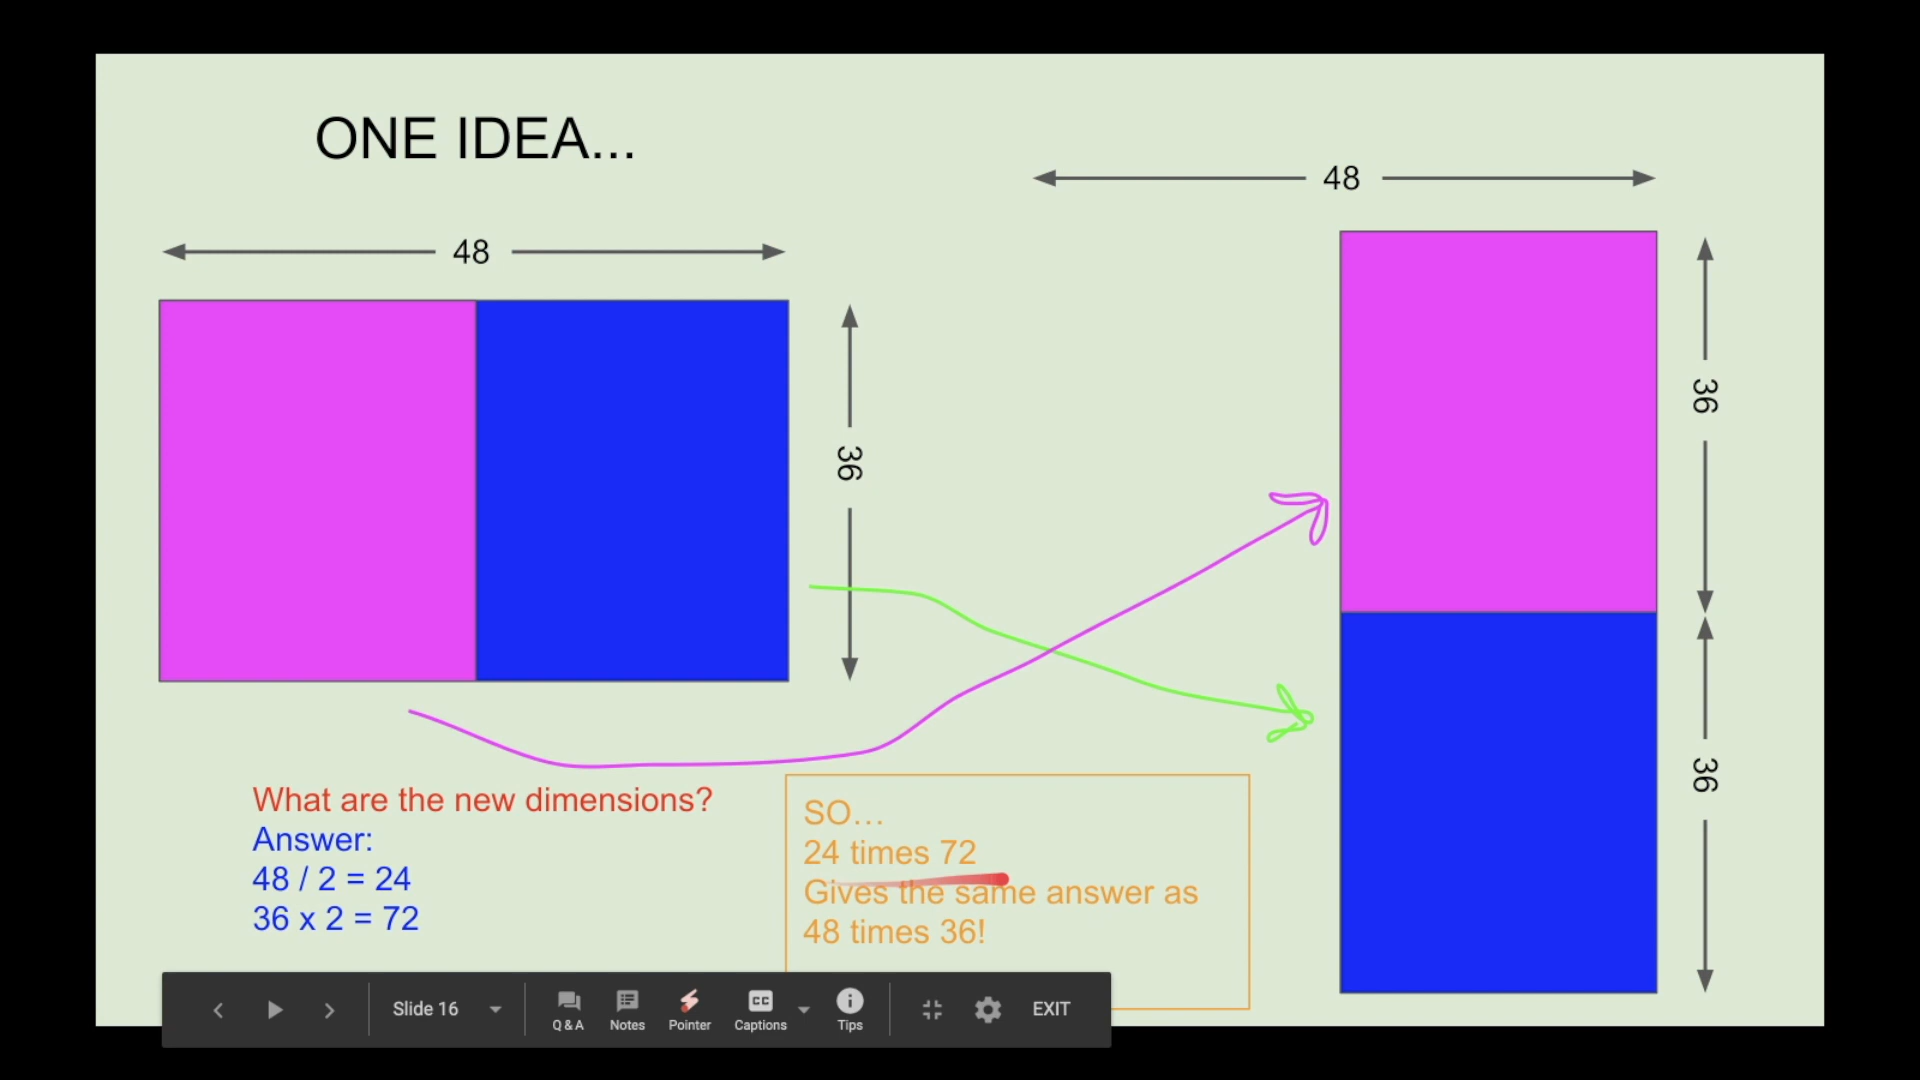 ONE IDEA...
48
36
48
36
36
What are the new dimensions?
Answer:
48 / 2 = 24
36 x 2 = 72
SO...
24 times 72
Gives the same answer as
48 times 36!
Slide 16
Q & A
Notes
Pointer
CC
Captions
Tips
EXIT